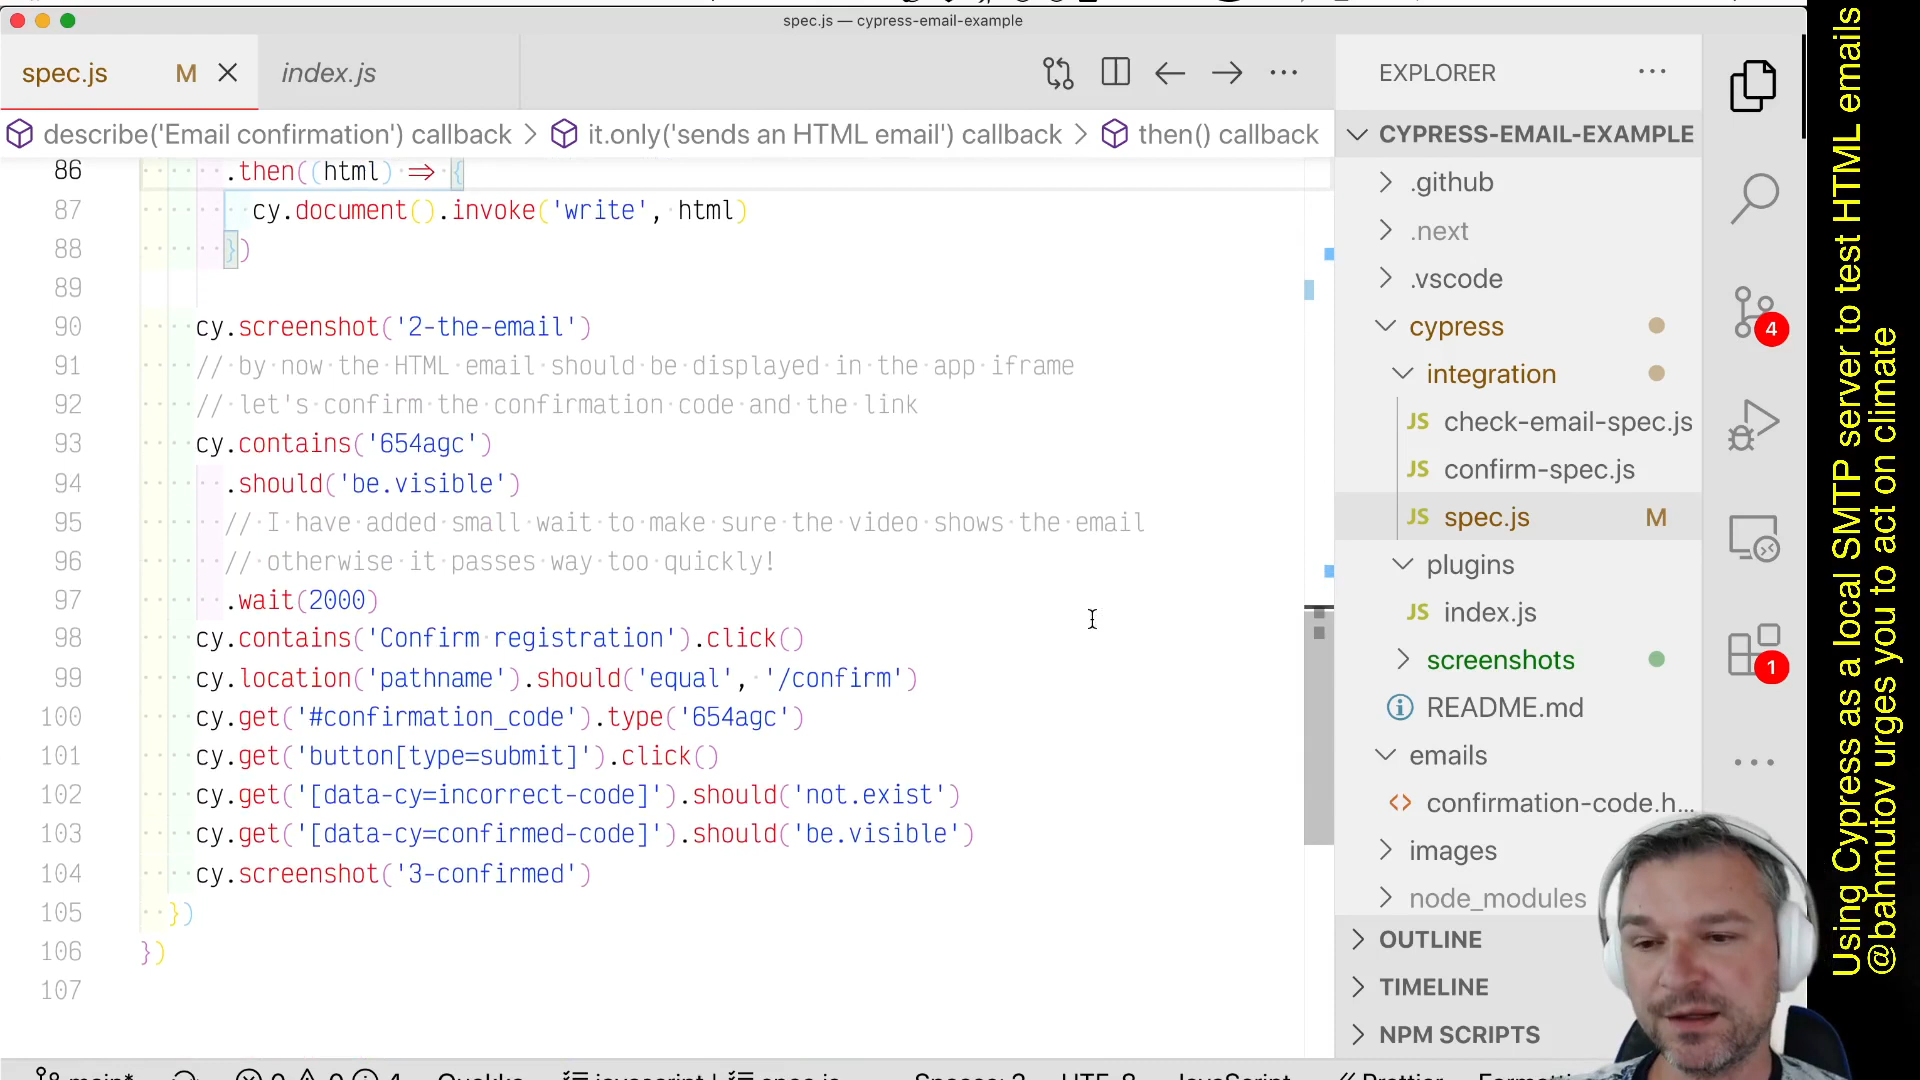 spec.js — cypress-email-example
spec.js M
index.js
EXPLORER
describe('Email confirmation') callback > it.only('sends an HTML email') callback > then() callback
86 .then((html) => {
87 cy.document().invoke('write', html)
88 })
89
90 cy.screenshot('2-the-email')
91 // by now the HTML email should be displayed in the app iframe
92 // let's confirm the confirmation code and the link
93 cy.contains('654agc')
94 .should('be.visible')
95 // I have added small wait to make sure the video shows the email
96 // otherwise it passes way too quickly!
97 .wait(2000)
98 cy.contains('Confirm registration').click()
99 cy.location('pathname').should('equal', '/confirm')
100 cy.get('#confirmation_code').type('654agc')
101 cy.get('button[type=submit]').click()
102 cy.get('[data-cy=incorrect-code]').should('not.exist')
103 cy.get('[data-cy=confirmed-code]').should('be.visible')
104 cy.screenshot('3-confirmed')
105 })
106 })
107
CYPRESS-EMAIL-EXAMPLE
.github
.next
.vscode
cypress
integration
JS check-email-spec.js
JS confirm-spec.js
JS spec.js M
plugins
JS index.js
screenshots
README.md
emails
confirmation-code.h...
images
node_modules
OUTLINE
TIMELINE
NPM SCRIPTS
4
1
Using Cypress as a local SMTP server to test HTML emails
@bahmutov urges you to act on climate